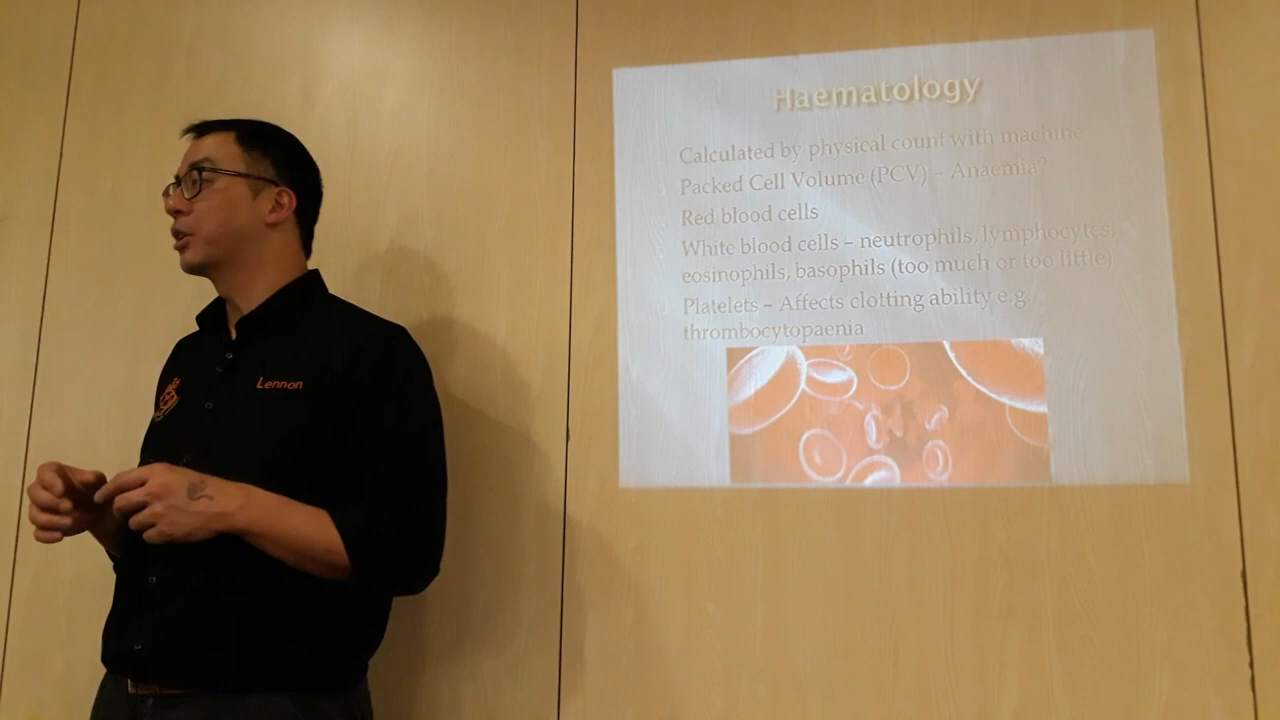 Haematology
Calculated by physical count with machine
Packed Cell Volume (PCV) – Anaemia?
Red blood cells
White blood cells – neutrophils, lymphocytes,
eosinophils, basophils (too much or too little)
Platelets – Affects clotting ability e.g.
thrombocytopaenia
Lennon